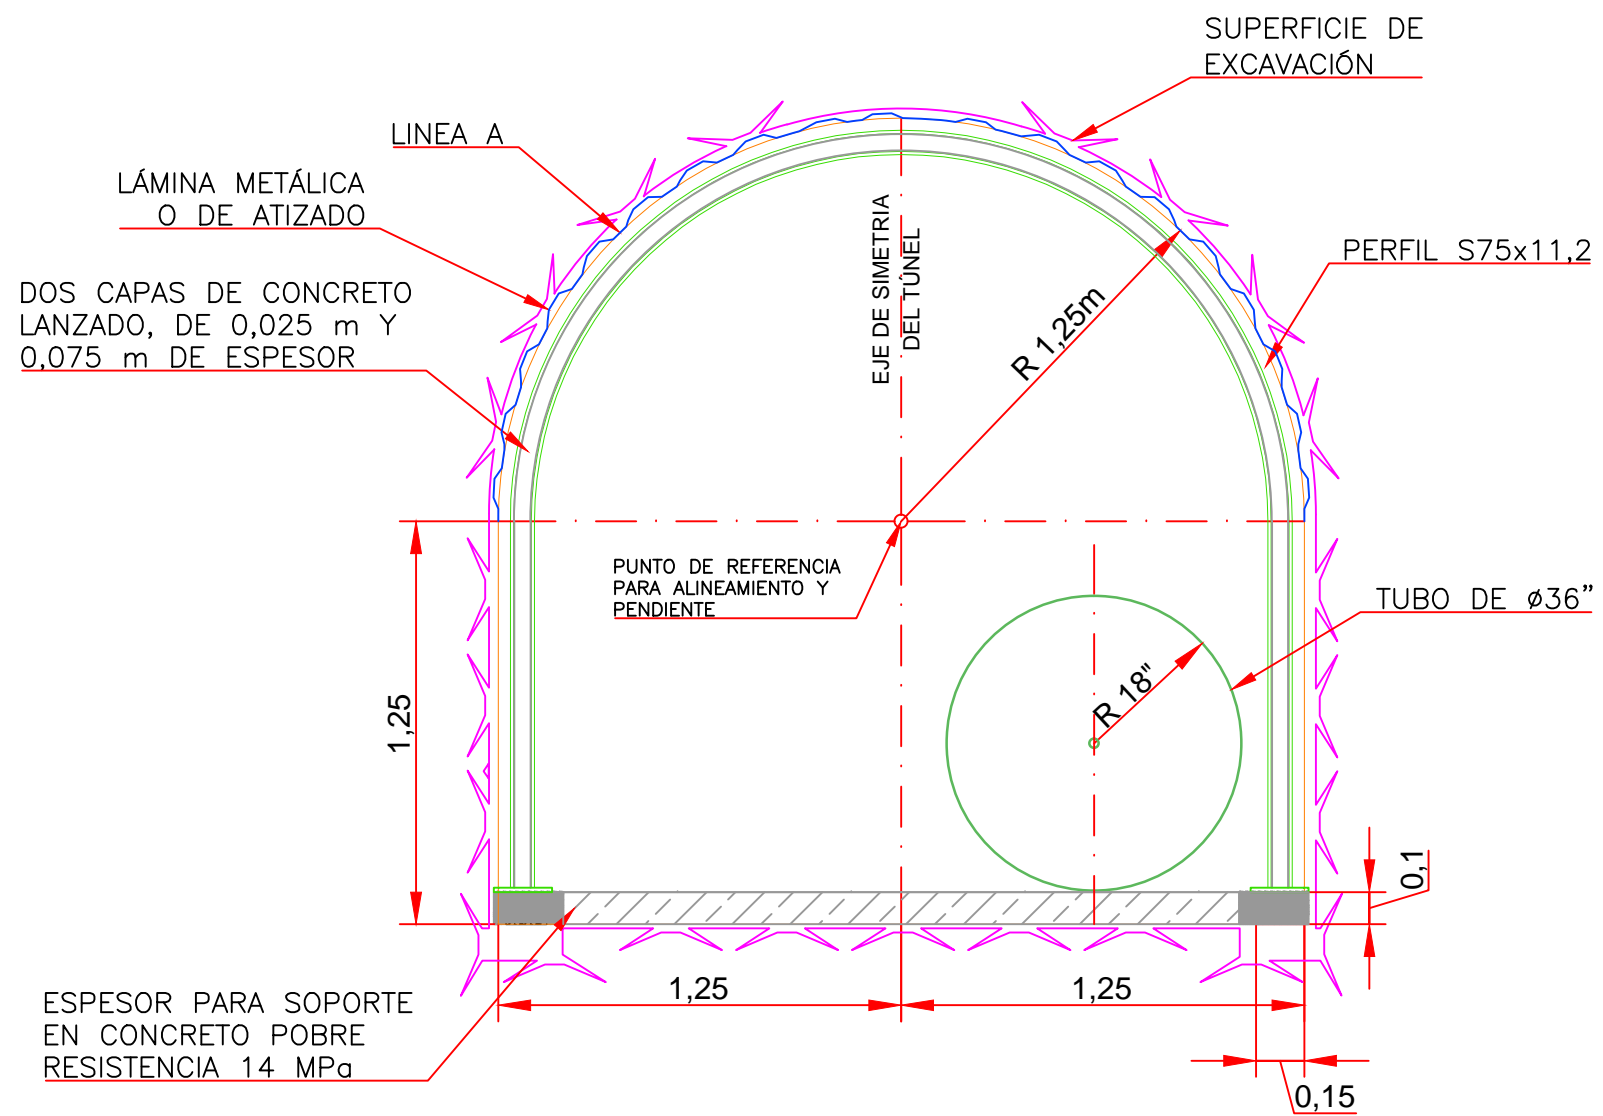 SUPERFICIE DE
EXCAVACIÓN
LINEA A
LÁMINA METÁLICA
O DE ATIZADO
EJE DE SIMETRIA
DEL TÚNEL
PERFIL S75x11,2
DOS CAPAS DE CONCRETO
LANZADO, DE 0,025 m Y
0,075 m DE ESPESOR
R 1,25m
PUNTO DE REFERENCIA
PARA ALINEAMIENTO Y
PENDIENTE
TUBO DE ø36”
R 18"
1,25
0,1
1,25
1,25
ESPESOR PARA SOPORTE
EN CONCRETO POBRE
RESISTENCIA 14 MPa
0,15